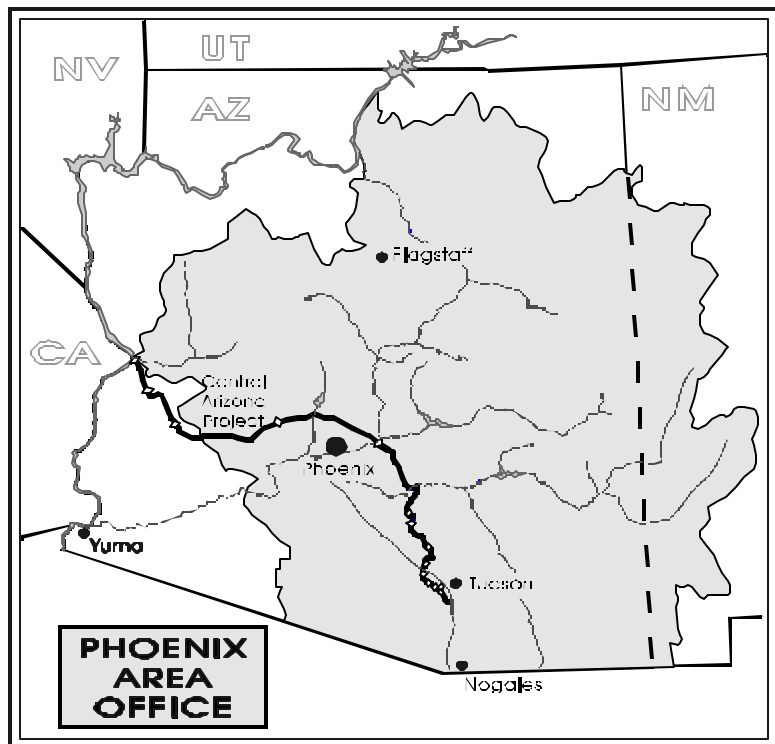 UT
NV
AZ
NM
Flagstaff
CA
Central
Arizona
Project
Phoenix
Yuma
Tucson
PHOENIX
AREA
OFFICE
Nogales